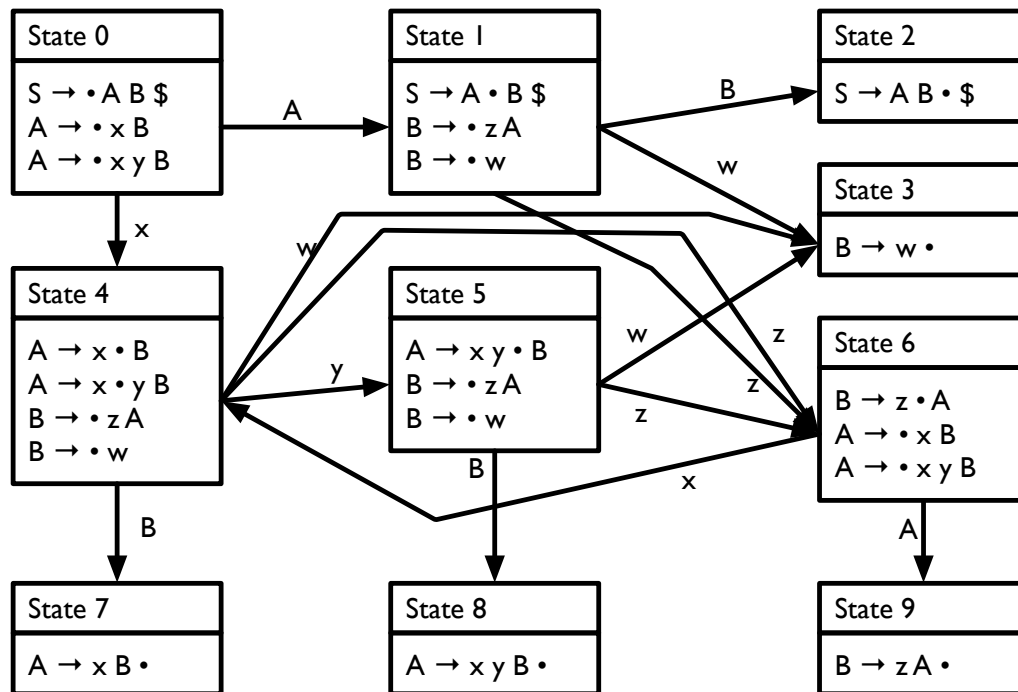 State 0
S → • A B $
A → • x B
A → • x y B
A
State 1
S → A • B $
B → • z A
B → • w
B
State 2
S → A B • $
w
State 3
B → w •
x
w
State 4
A → x • B
A → x • y B
B → • z A
B → • w
y
State 5
A → x y • B
B → • z A
B → • w
w
z
z
z
State 6
B → z • A
A → • x B
A → • x y B
x
B
B
A
State 7
A → x B •
State 8
A → x y B •
State 9
B → z A •